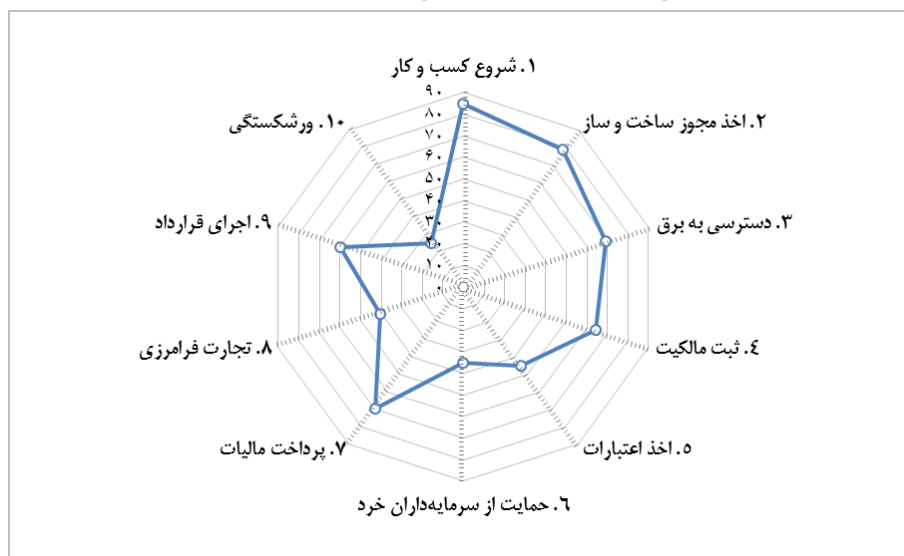 ۱. شروع کسب و کار
۲. اخذ مجوز ساخت و ساز
۳. دسترسی به برق
۴. ثبت مالکیت
۵. اخذ اعتبارات
۶. حمایت از سرمایه‌داران خرد
۷. پرداخت مالیات
۸. تجارت فرامرزی
۹. اجرای قرارداد
۱۰. ورشکستگی
۹۰
۸۰
۷۰
۶۰
۵۰
۴۰
۳۰
۲۰
۱۰
۰